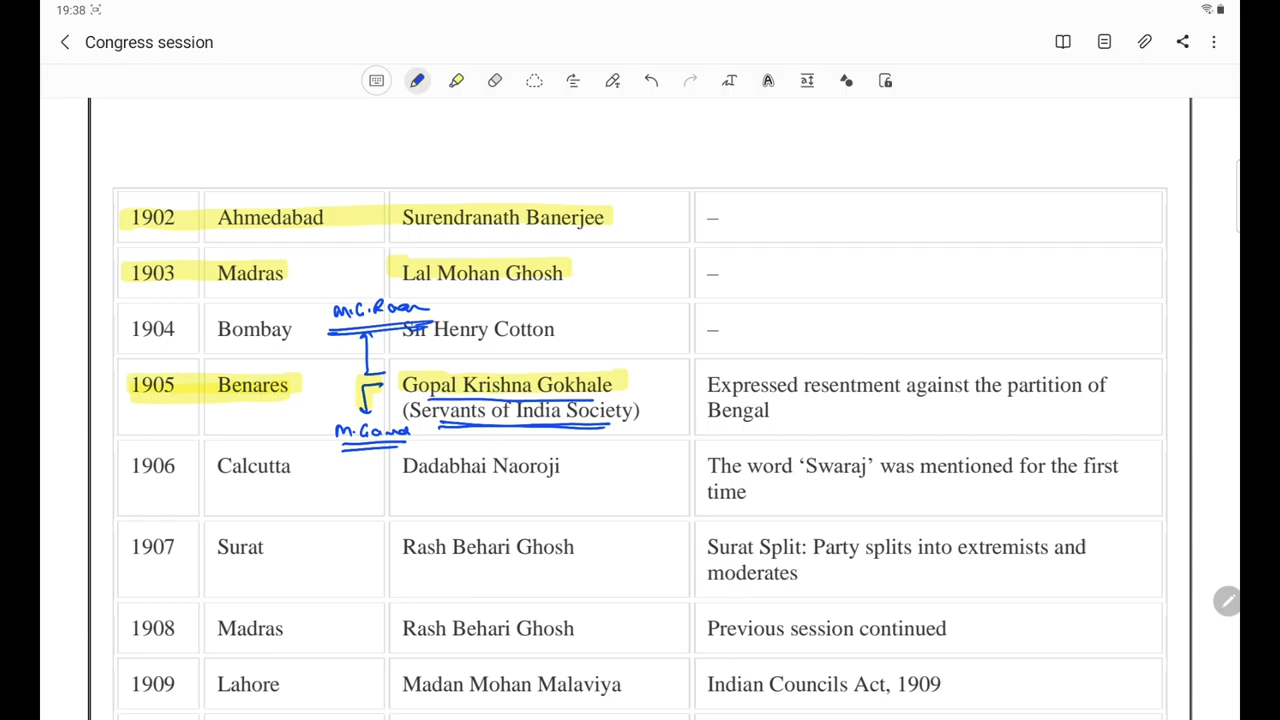 19:38
Congress session
1902 Ahmedabad Surendranath Banerjee –
1903 Madras Lal Mohan Ghosh –
1904 Bombay Sir Henry Cotton –
1905 Benares Gopal Krishna Gokhale Expressed resentment against the partition of
(Servants of India Society) Bengal
1906 Calcutta Dadabhai Naoroji The word ‘Swaraj’ was mentioned for the first
time
1907 Surat Rash Behari Ghosh Surat Split: Party splits into extremists and
moderates
1908 Madras Rash Behari Ghosh Previous session continued
1909 Lahore Madan Mohan Malaviya Indian Councils Act, 1909